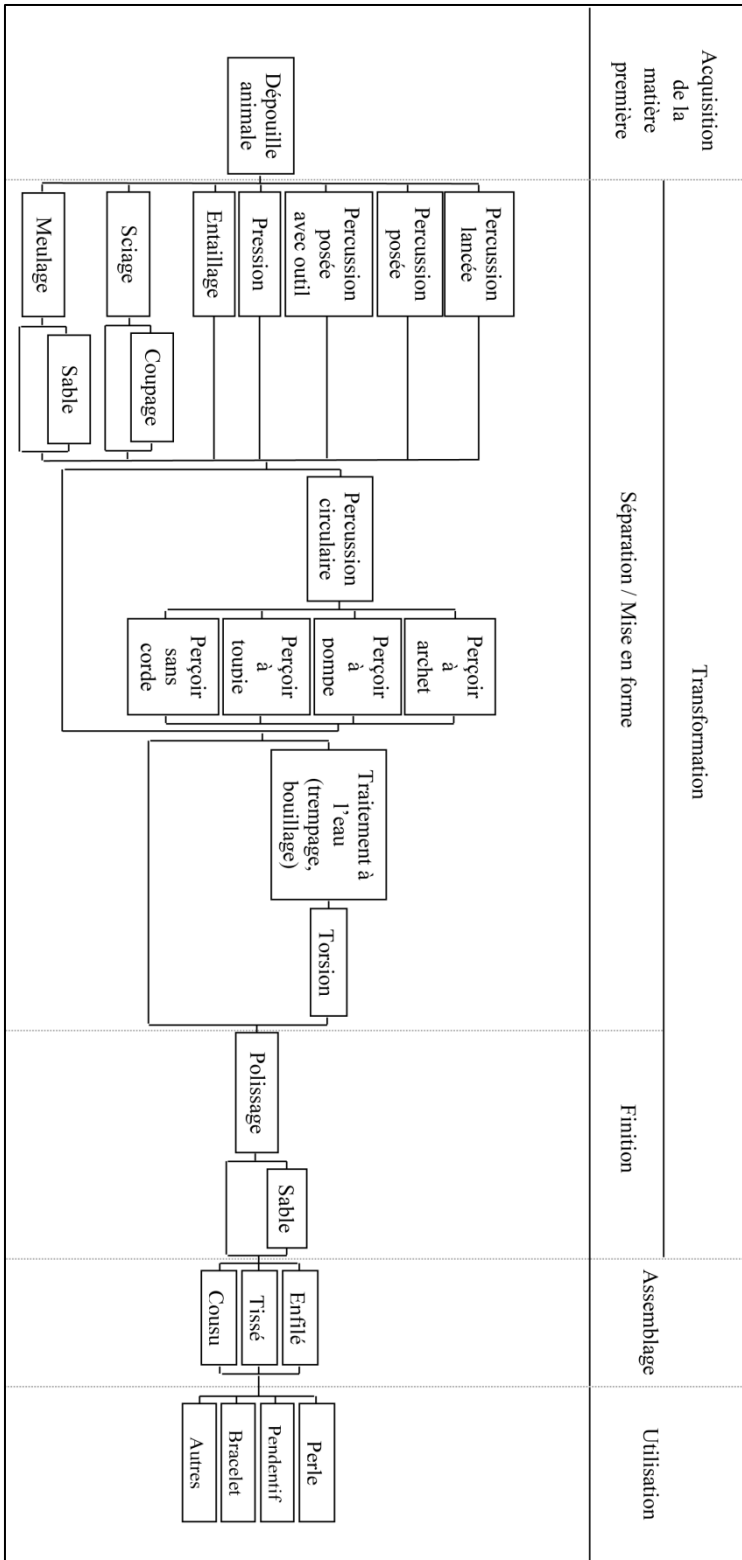 Acquisition
de la
matière
première
Transformation
Séparation / Mise en forme
Finition
Assemblage
Utilisation
Dépouille
animale
Percussion
lancée
Percussion
posée
Percussion
posée
avec outil
Pression
Entaillage
Sciage
Coupage
Meulage
Sable
Percussion
circulaire
Perçoir
à
archet
Perçoir
à
pompe
Perçoir
à
toupie
Perçoir
sans
corde
Traitement à
l'eau
(trempage,
bouillage)
Torsion
Polissage
Sable
Enfilé
Tissé
Cousu
Perle
Pendentif
Bracelet
Autres